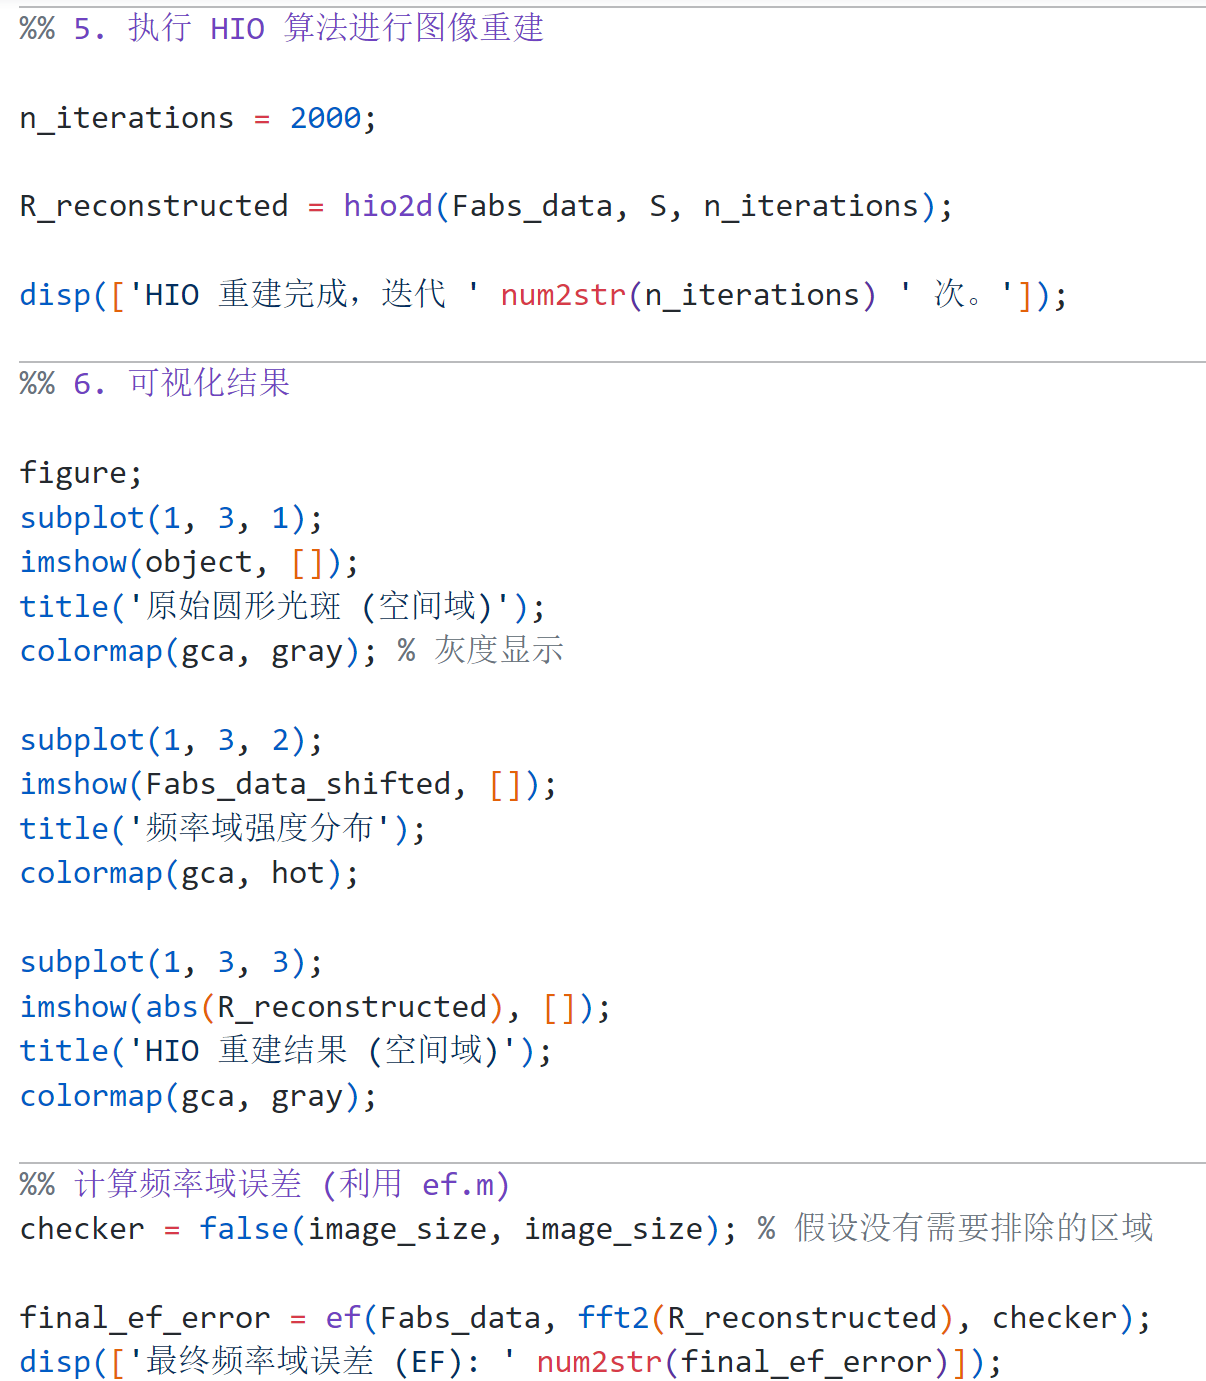 %% 5. 执行 HIO 算法进行图像重建
n_iterations = 2000;
R_reconstructed = hio2d(Fabs_data, S, n_iterations);
disp(['HIO 重建完成，迭代 ' num2str(n_iterations) ' 次。']);
%% 6. 可视化结果
figure;
subplot(1, 3, 1);
imshow(object, []);
title('原始圆形光斑 (空间域)');
colormap(gca, gray); % 灰度显示
subplot(1, 3, 2);
imshow(Fabs_data_shifted, []);
title('频率域强度分布');
colormap(gca, hot);
subplot(1, 3, 3);
imshow(abs(R_reconstructed), []);
title('HIO 重建结果 (空间域)');
colormap(gca, gray);
%% 计算频率域误差 (利用 ef.m)
checker = false(image_size, image_size); % 假设没有需要排除的区域
final_ef_error = ef(Fabs_data, fft2(R_reconstructed), checker);
disp(['最终频率域误差 (EF): ' num2str(final_ef_error)]);